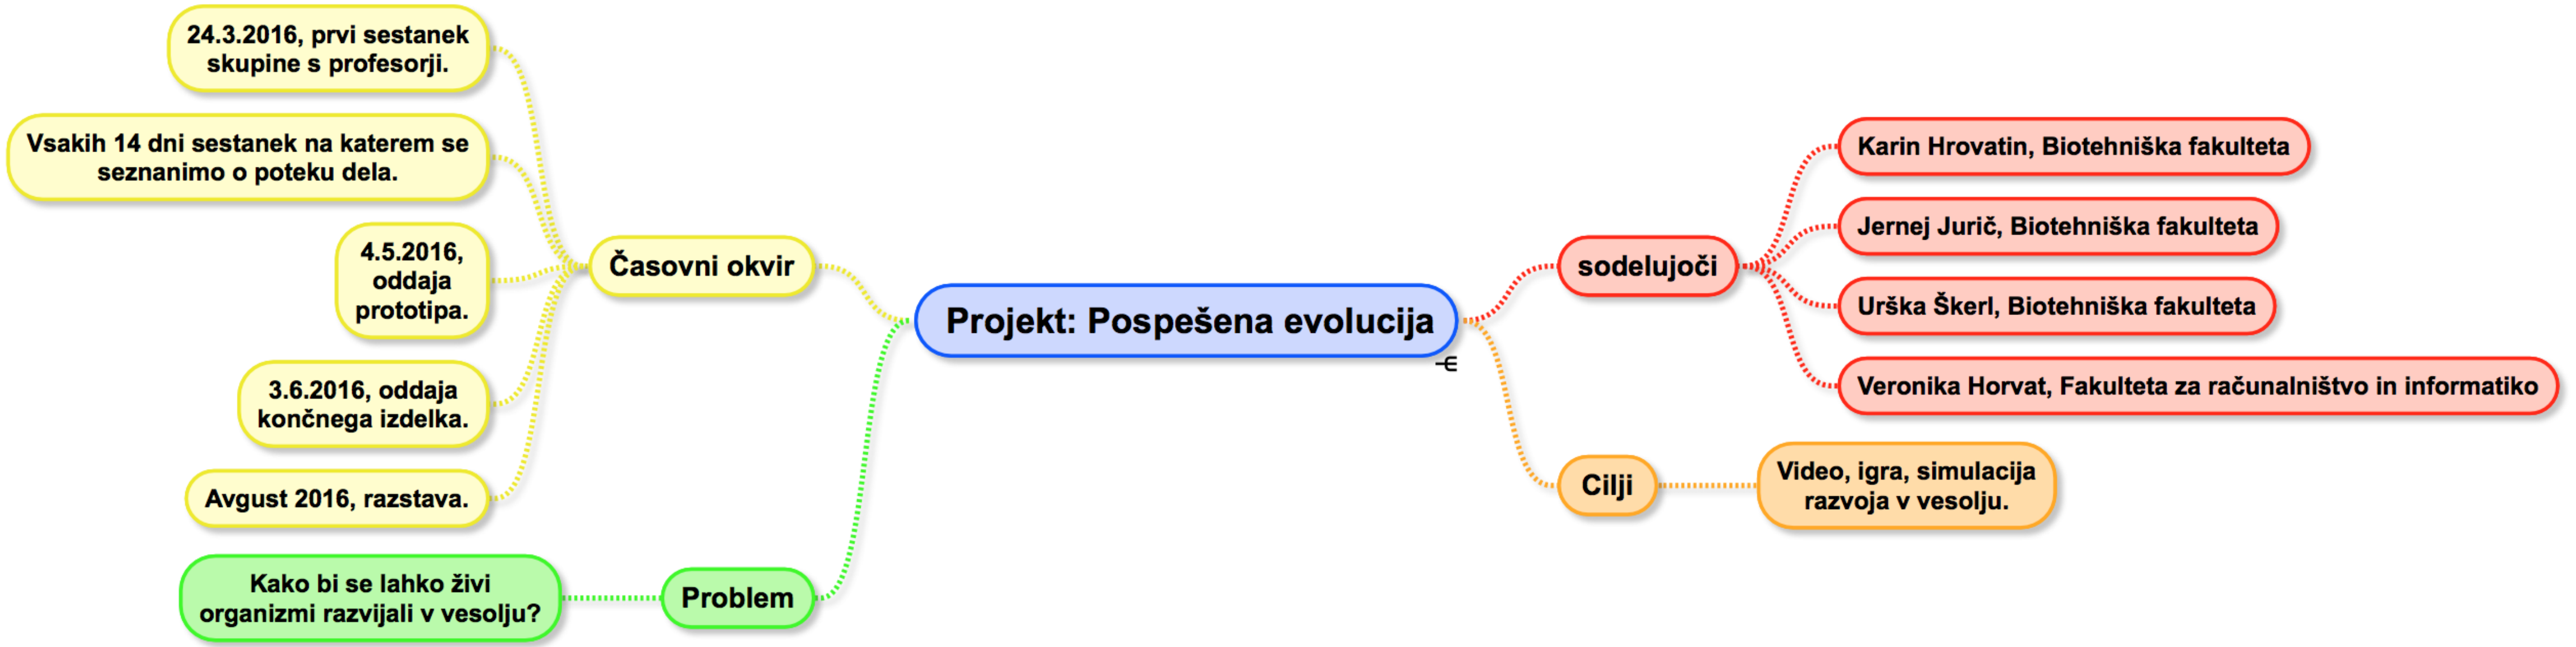 24.3.2016, prvi sestanek
skupine s profesorji.
Vsakih 14 dni sestanek na katerem se
seznanimo o poteku dela.
4.5.2016,
oddaja
prototipa.
3.6.2016, oddaja
končnega izdelka.
Avgust 2016, razstava.
Časovni okvir
Kako bi se lahko živi
organizmi razvijali v vesolju?
Problem
Projekt: Pospešena evolucija
sodelujoči
Karin Hrovatin, Biotehniška fakulteta
Jernej Jurič, Biotehniška fakulteta
Urška Škerl, Biotehniška fakulteta
Veronika Horvat, Fakulteta za računalništvo in informatiko
Cilji
Video, igra, simulacija
razvoja v vesolju.